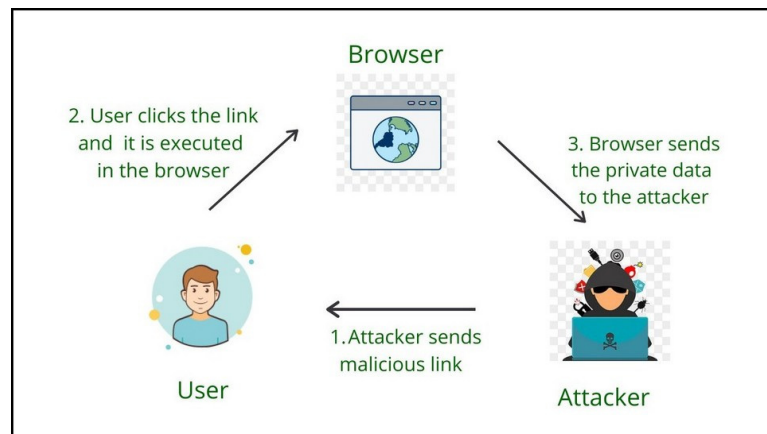 Browser
2. User clicks the link
and it is executed
in the browser
3. Browser sends
the private data
to the attacker
1.Attacker sends
malicious link
User
Attacker